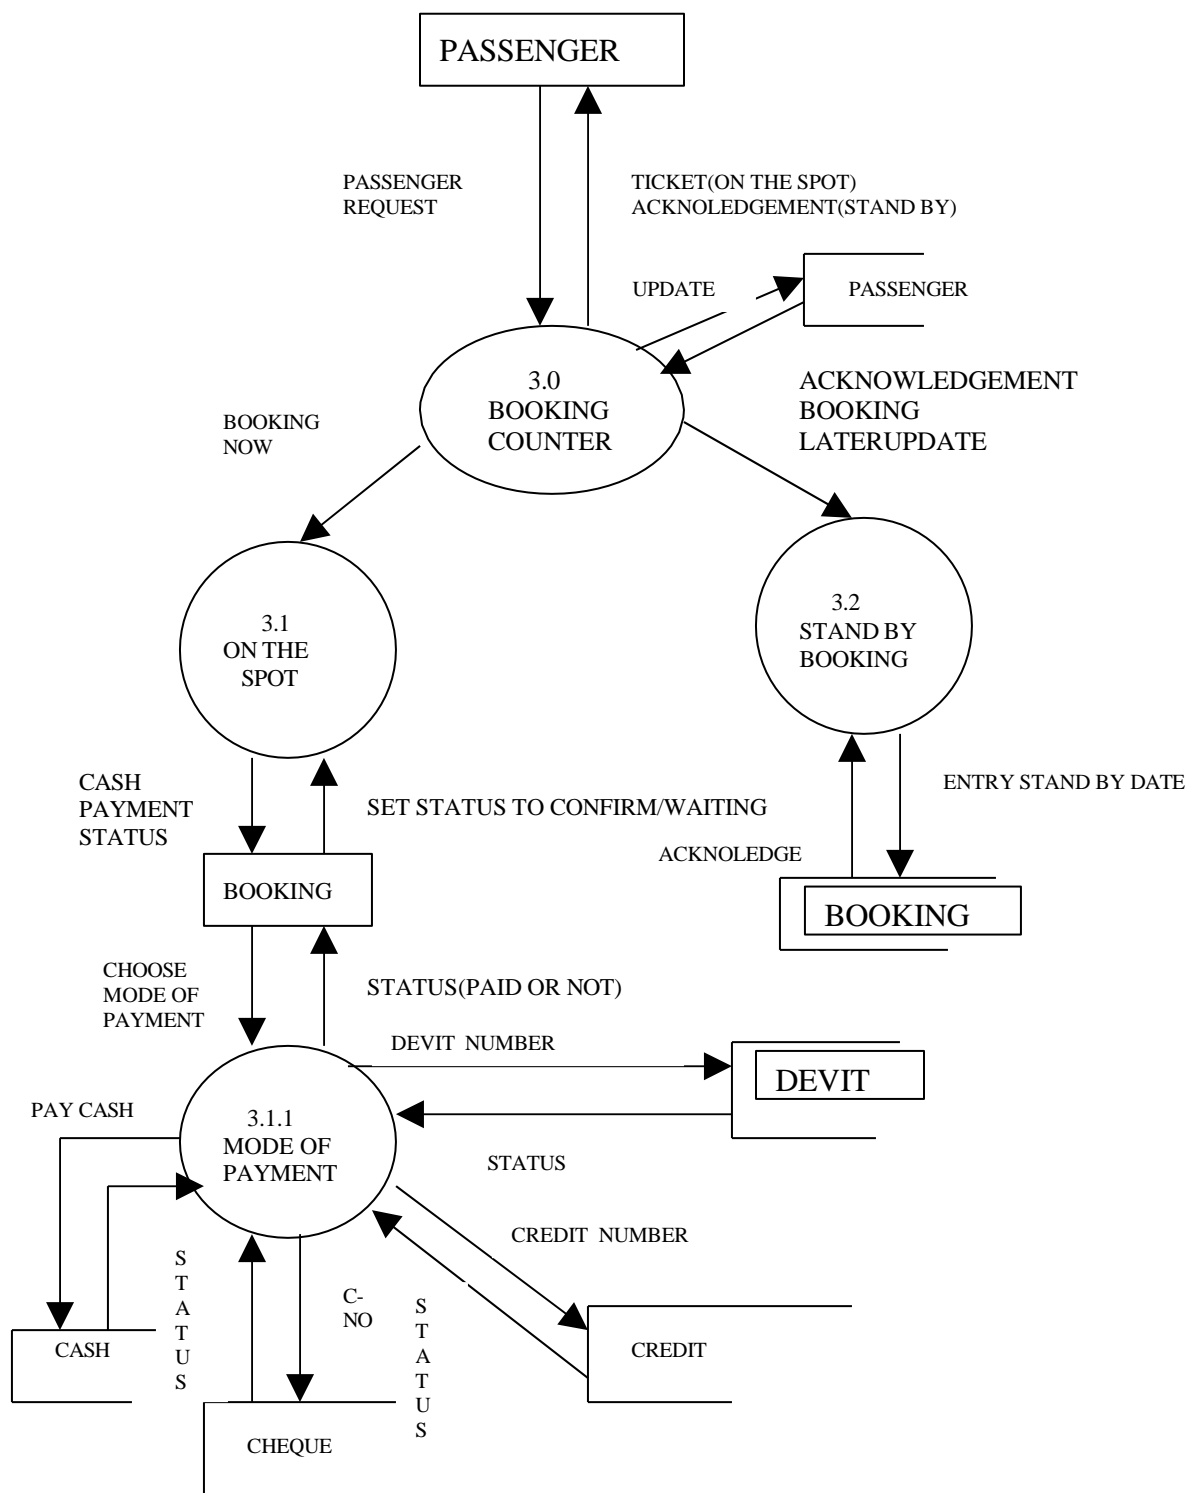 PASSENGER
PASSENGER
REQUEST
TICKET(ON THE SPOT)
ACKNOLEDGEMENT(STAND BY)
UPDATE
PASSENGER
3.0
BOOKING
COUNTER
ACKNOWLEDGEMENT
BOOKING
LATERUPDATE
BOOKING
NOW
3.1
ON THE
SPOT
3.2
STAND BY
BOOKING
CASH
PAYMENT
STATUS
SET STATUS TO CONFIRM/WAITING
ENTRY STAND BY DATE
ACKNOLEDGE
BOOKING
BOOKING
CHOOSE
MODE OF
PAYMENT
STATUS(PAID OR NOT)
DEVIT  NUMBER
DEVIT
PAY CASH
3.1.1
MODE OF
PAYMENT
STATUS
CREDIT  NUMBER
S
T
A
T
U
S
C-
NO
S
T
A
T
U
S
CASH
CREDIT
CHEQUE